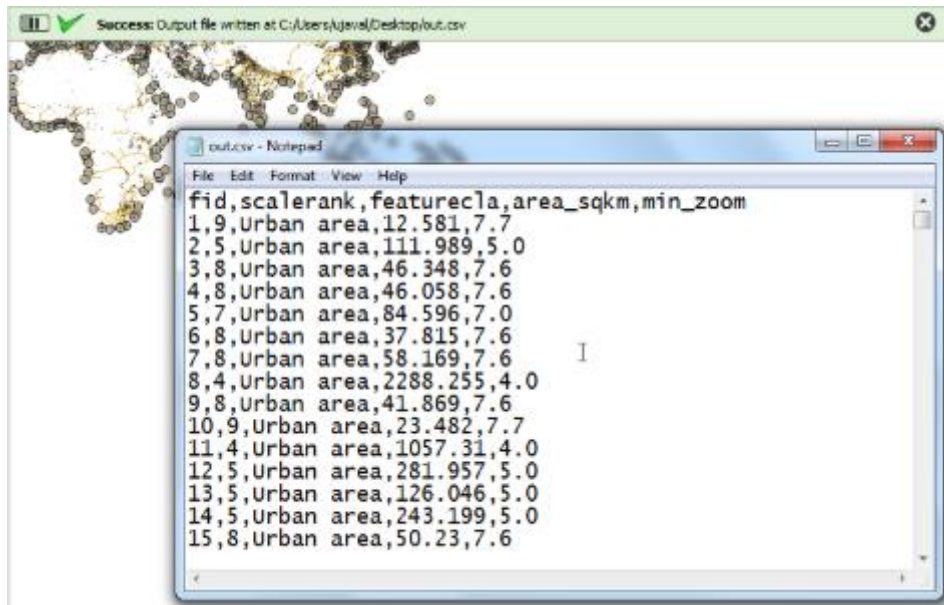 Success: Output file written at C:/Users/ujaval/Desktop/out.csv
out.csv - Notepad
File Edit Format View Help
fid,scalerank,featurecla,area_sqkm,min_zoom
1,9,Urban area,12.581,7.7
2,5,Urban area,111.989,5.0
3,8,Urban area,46.348,7.6
4,8,Urban area,46.058,7.6
5,7,Urban area,84.596,7.0
6,8,Urban area,37.815,7.6
7,8,Urban area,58.169,7.6
8,4,Urban area,2288.255,4.0
9,8,Urban area,41.869,7.6
10,9,Urban area,23.482,7.7
11,4,Urban area,1057.31,4.0
12,5,Urban area,281.957,5.0
13,5,Urban area,126.046,5.0
14,5,Urban area,243.199,5.0
15,8,Urban area,50.23,7.6